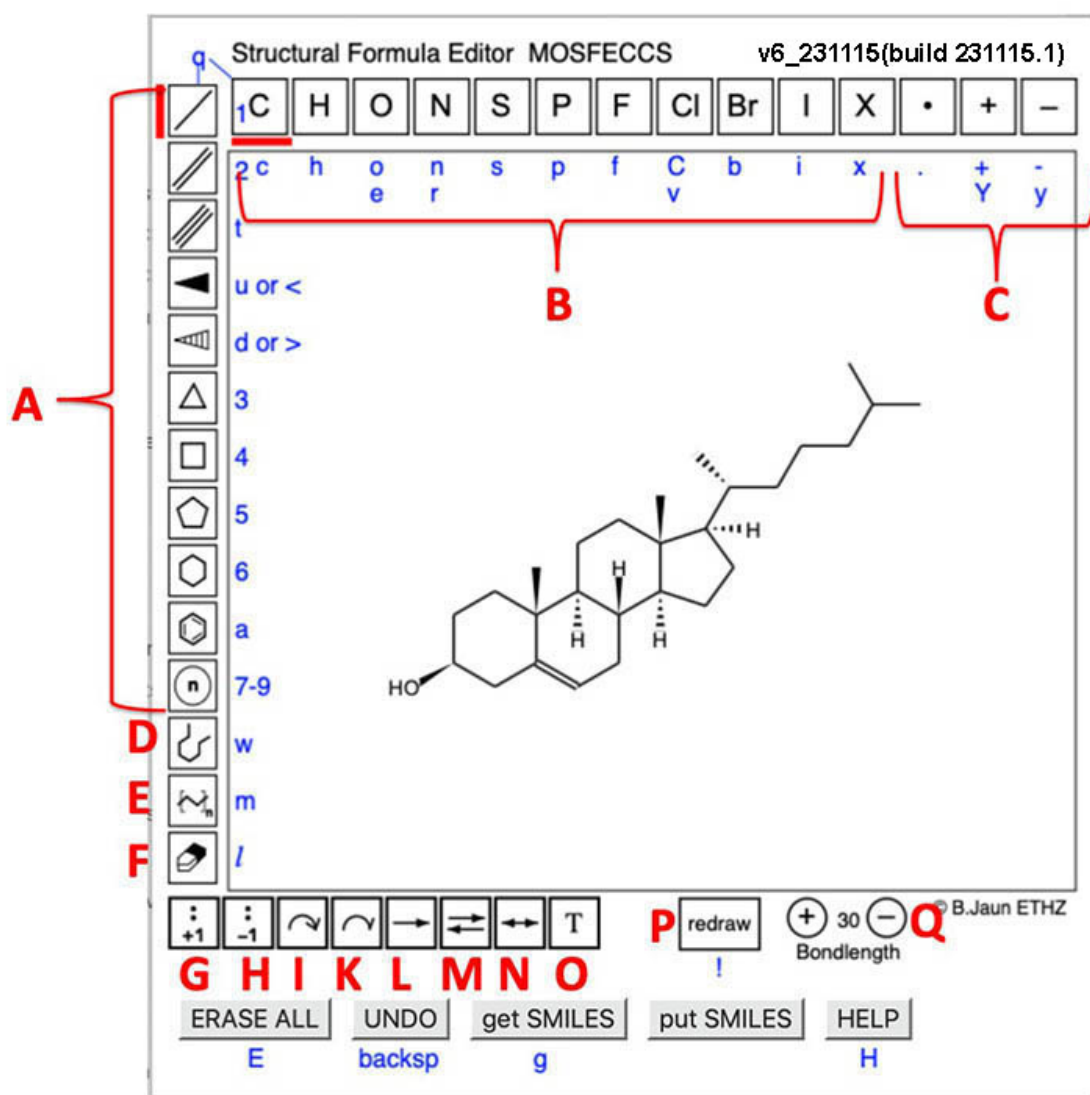 Structural Formula Editor MOSFECCS v6_231115(build 231115.1)
q
1 C H O N S P F Cl Br I X • + –
2 c h o n s p f C b i x . + -
e r v Y y
t
B C
u or <
d or >
A
3
4
5
H
6
H
a
H H
n 7-9
HO
D w
E n m
F l
© B.Jaun ETHZ
+1 -1 T P redraw + 30 – Q
Bondlength
G H I K L M N O !
ERASE ALL UNDO get SMILES put SMILES HELP
E backsp g H